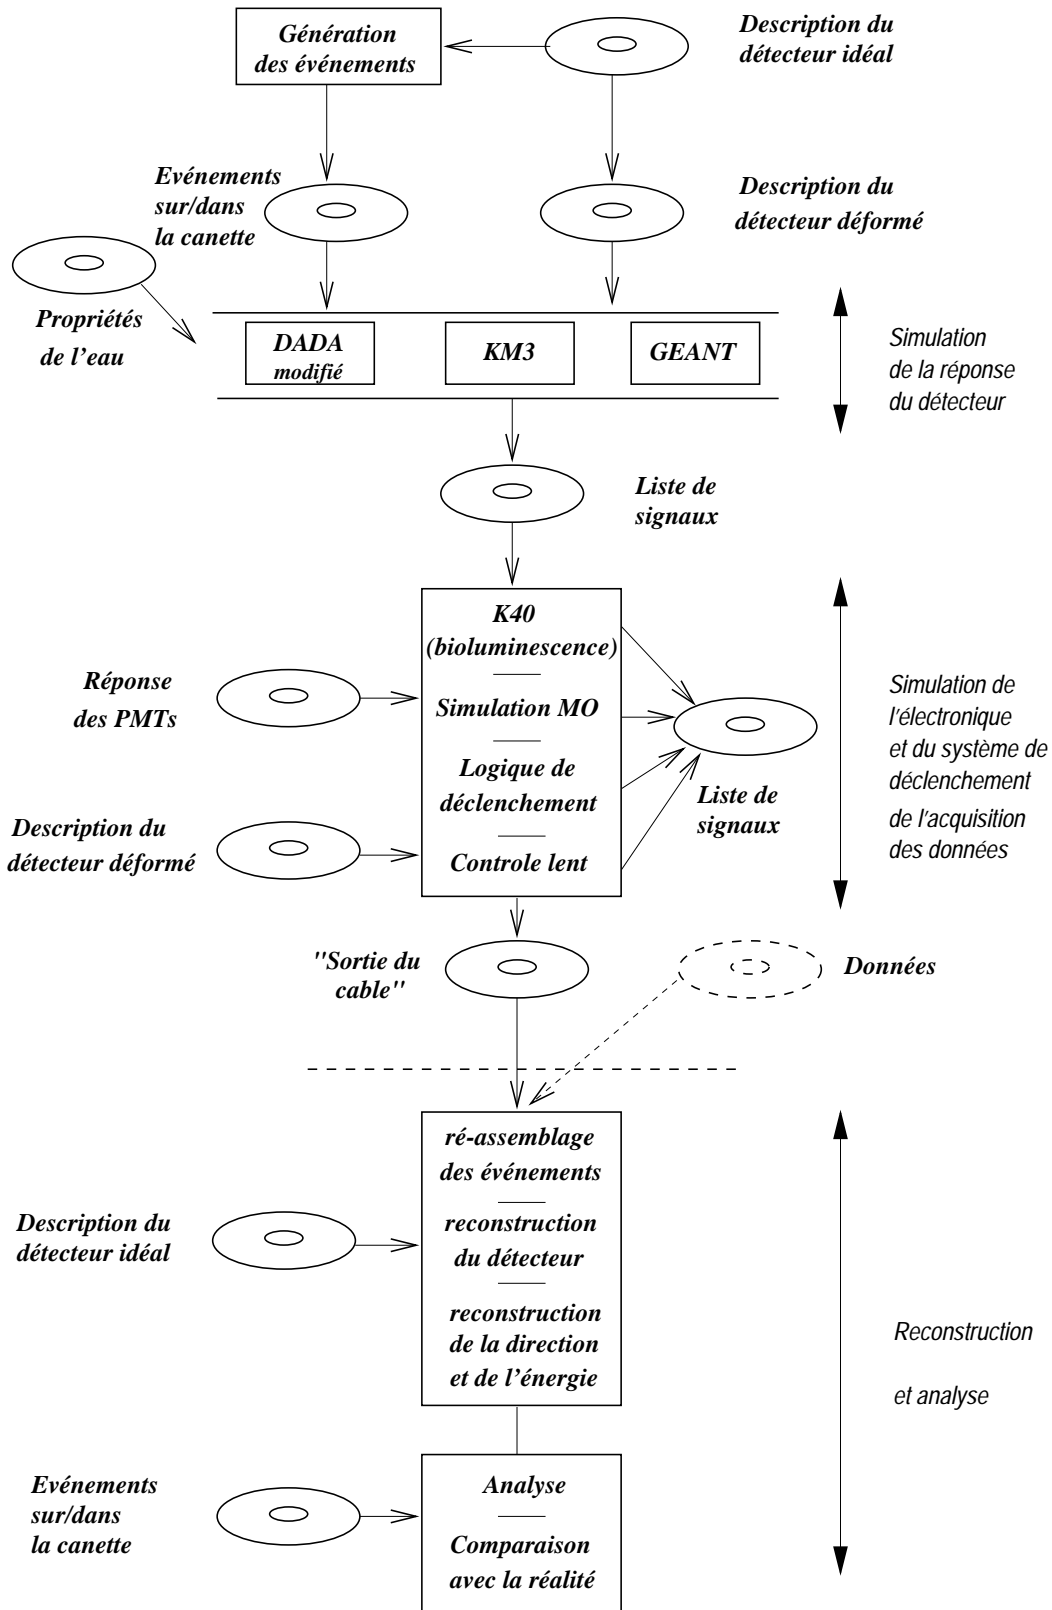 Génération
des événements
Description du
détecteur idéal
Evénements
sur/dans
la canette
Description du
détecteur déformé
Propriétés
de l'eau
DADA
modifié
KM3
GEANT
Simulation
de la réponse
du détecteur
Liste de
signaux
K40
(bioluminescence)
Réponse
des PMTs
Simulation MO
Logique de
déclenchement
Controle lent
Description du
détecteur déformé
Liste de
signaux
Simulation de
l'électronique
et du système de
déclenchement
de l'acquisition
des données
"Sortie du
cable"
Données
ré-assemblage
des événements
reconstruction
du détecteur
reconstruction
de la direction
et de l'énergie
Description du
détecteur idéal
Reconstruction
et analyse
Evénements
sur/dans
la canette
Analyse
Comparaison
avec la réalité